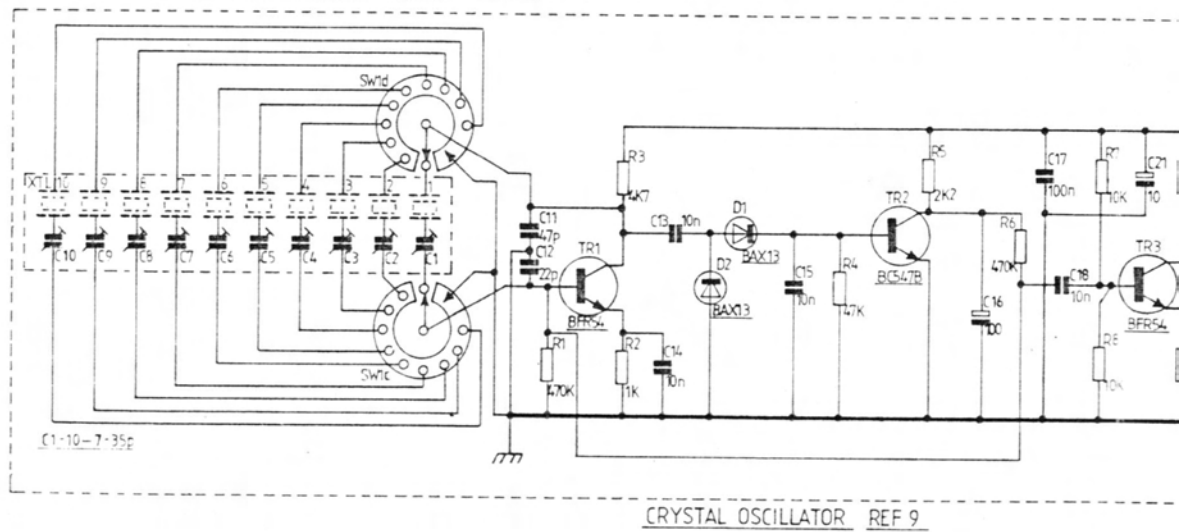 SW1d
XTL 10 9 8 7 6 5 4 3 2 1
C10 C9 C8 C7 C6 C5 C4 C3 C2 C1
SW1c
C1-10-7-35p
C11
47p
C12
22p
TR1
BFR54
R1
470K
R2
1K
C14
10n
R3
4K7
C13 10n
D1
BAX13
D2
BAX13
C15
10n
R4
47K
TR2
BC547B
R5
2K2
C16
100
R6
470K
C17
100n
R7
10K
C21
10
C18
10n
R8
10K
TR3
BFR54
CRYSTAL OSCILLATOR REF 9